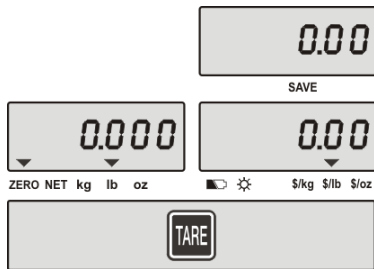 0.00
SAVE
0.000 0.00
ZERO NET kg lb oz $/kg $/lb $/oz
TARE